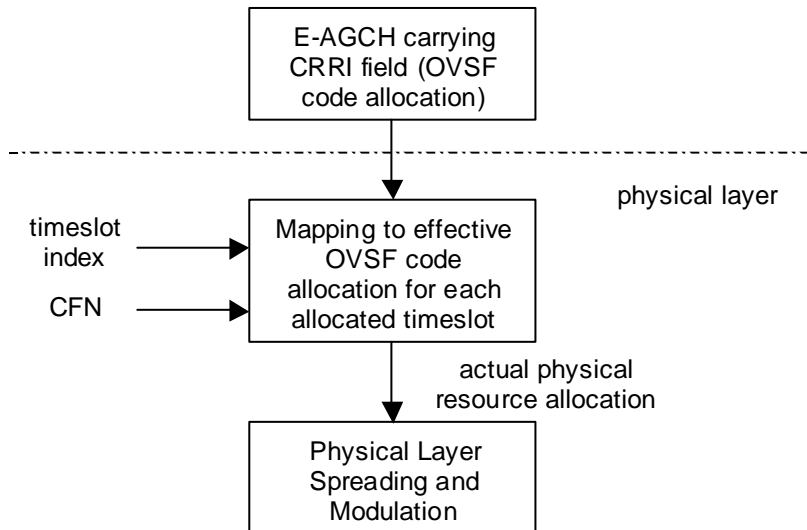 E-AGCH carrying
CRRI field (OVSF
code allocation)
physical layer
timeslot
index
CFN
Mapping to effective
OVSF code
allocation for each
allocated timeslot
actual physical
resource allocation
Physical Layer
Spreading and
Modulation